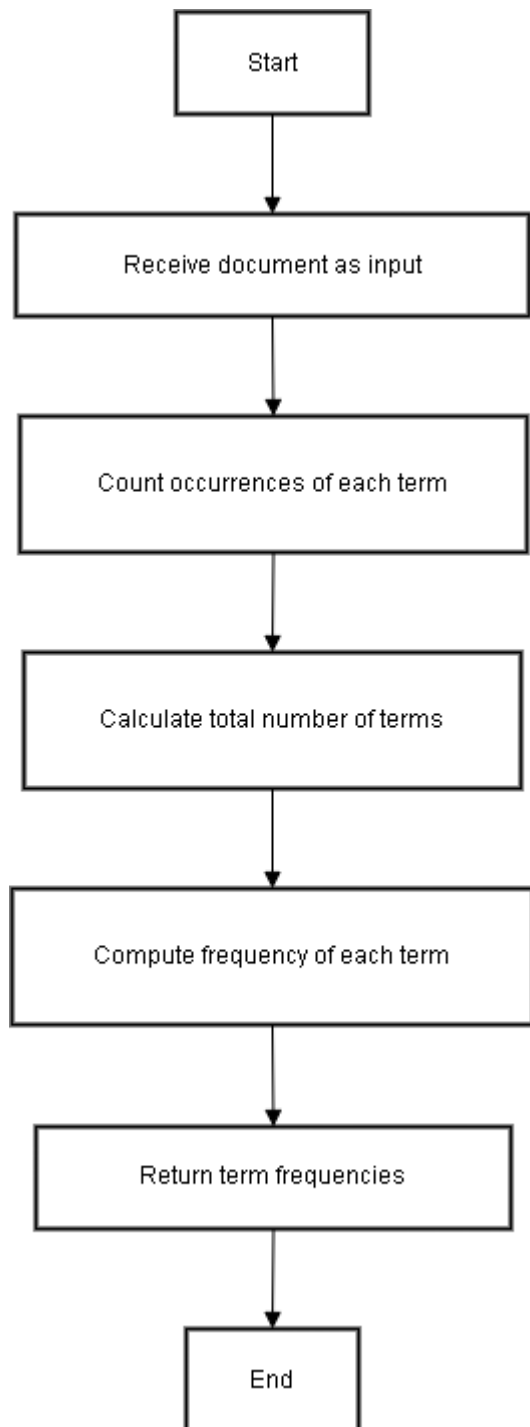 Start
Receive document as input
Count occurrences of each term
Calculate total number of terms
Compute frequency of each term
Return term frequencies
End